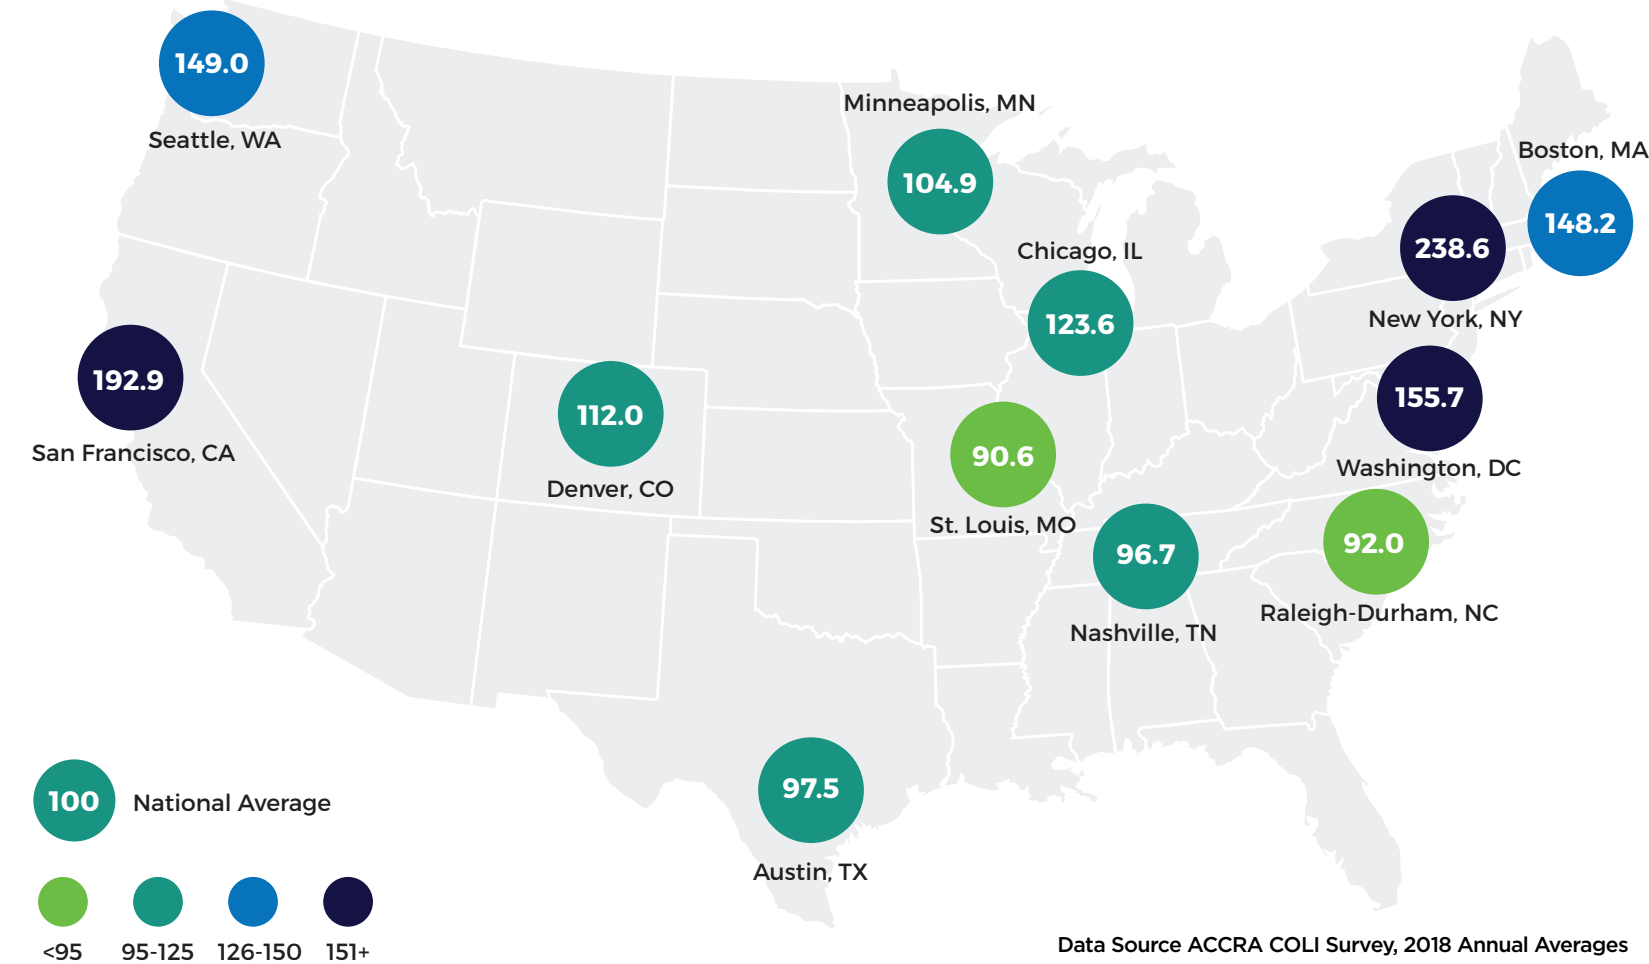 149.0
Seattle, WA
Minneapolis, MN
104.9
Boston, MA
148.2
238.6
New York, NY
Chicago, IL
123.6
192.9
San Francisco, CA
112.0
Denver, CO
155.7
Washington, DC
90.6
St. Louis, MO
96.7
Nashville, TN
92.0
Raleigh-Durham, NC
97.5
Austin, TX
100 National Average
<95 95-125 126-150 151+
Data Source ACCRA COLI Survey, 2018 Annual Averages